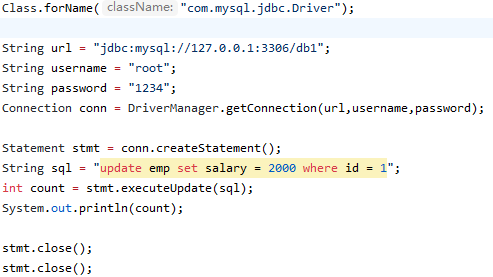 Class.forName( className: "com.mysql.jdbc.Driver");
String url = "jdbc:mysql://127.0.0.1:3306/db1";
String username = "root";
String password = "1234";
Connection conn = DriverManager.getConnection(url,username,password);
Statement stmt = conn.createStatement();
String sql = "update emp set salary = 2000 where id = 1";
int count = stmt.executeUpdate(sql);
System.out.println(count);
stmt.close();
stmt.close();